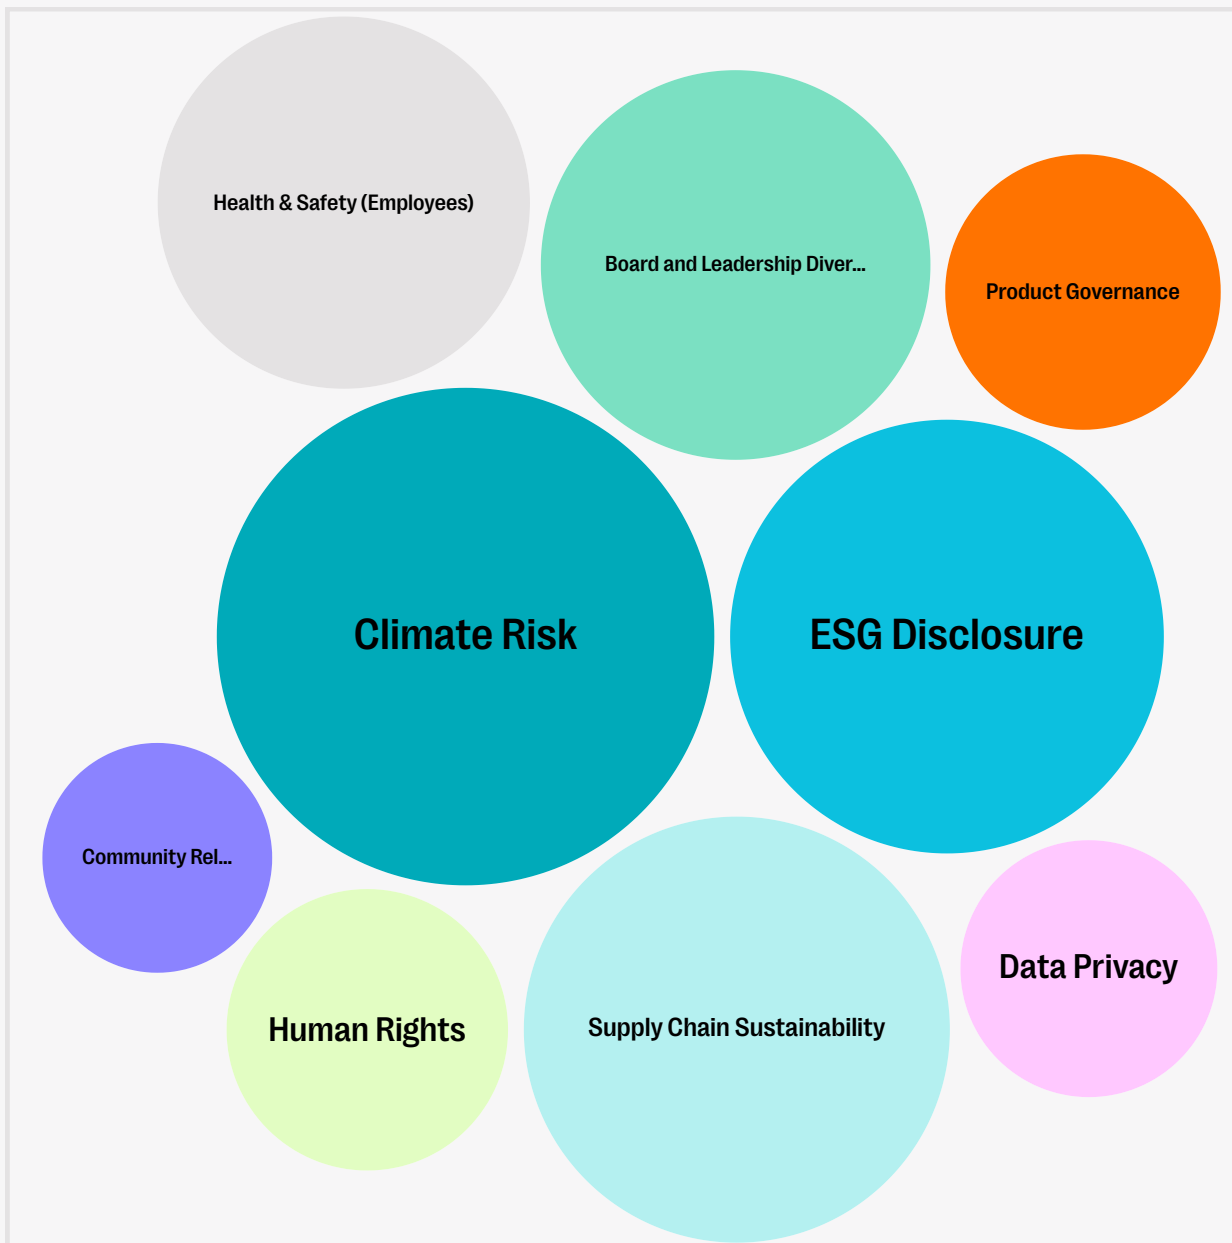 Health & Safety (Employees)
Board and Leadership Diver...
Product Governance
Climate Risk
ESG Disclosure
Community Rel...
Data Privacy
Human Rights
Supply Chain Sustainability